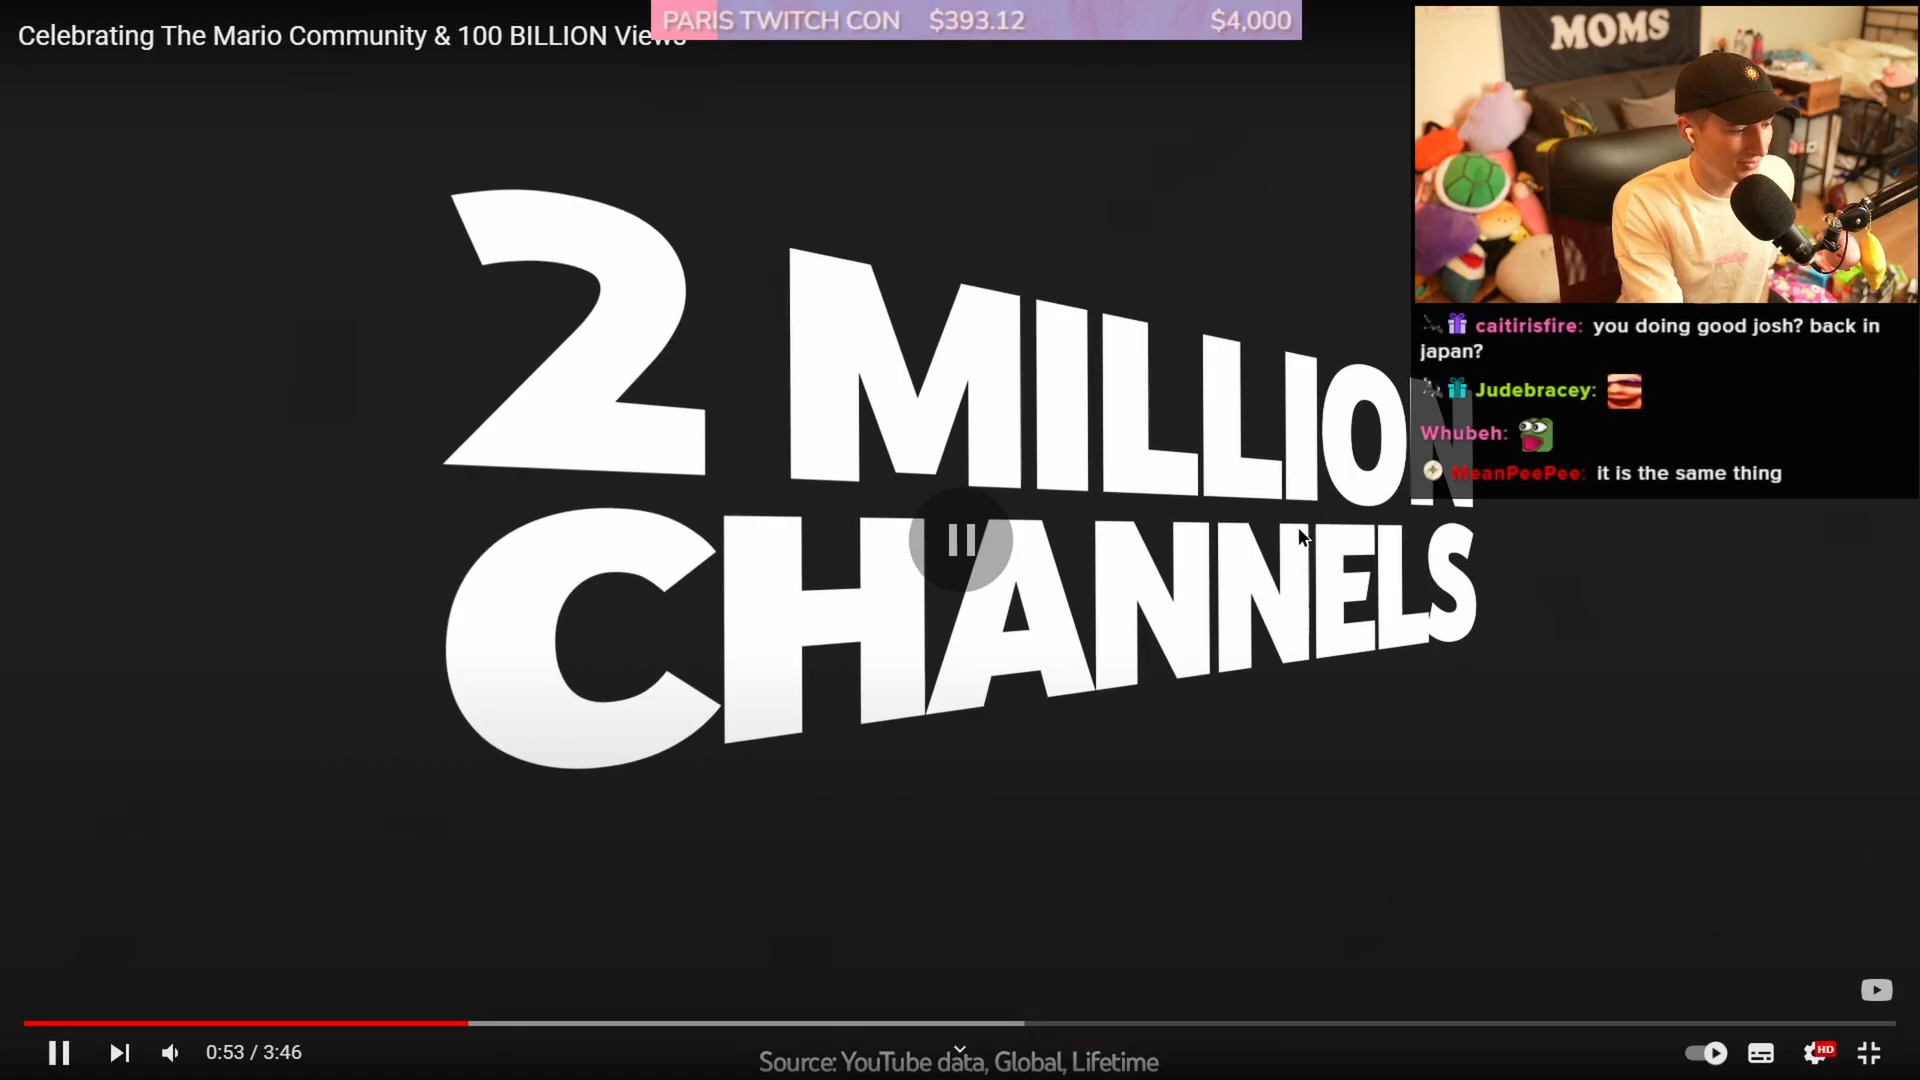 Celebrating The Mario Community & 100 BILLION Views
PARIS TWITCH CON $393.12 $4,000
MOMS
caitirisfire: you doing good josh? back in
japan?
Judebracey:
Whubeh:
MeanPeePee: it is the same thing
2 MILLION
CHANNELS
0:53 / 3:46
Source: YouTube data, Global, Lifetime
HD